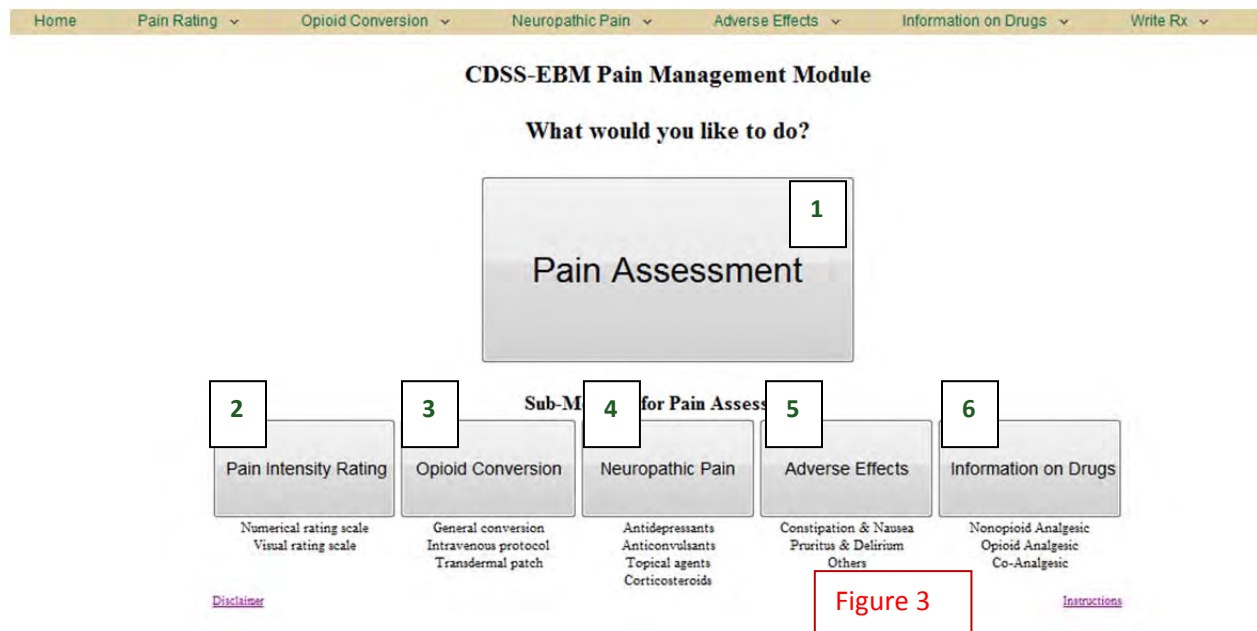 Home Pain Rating Opioid Conversion Neuropathic Pain Adverse Effects Information on Drugs Write Rx
CDSS-EBM Pain Management Module
What would you like to do?
1
Pain Assessment
2 3 4 5 6
Sub-M for Pain Assess
Pain Intensity Rating Opioid Conversion Neuropathic Pain Adverse Effects Information on Drugs
Numerical rating scale General conversion Antidepressants Constipation & Nausea Nonopioid Analgesic
Visual rating scale Intravenous protocol Anticonvulsants Pruritus & Delirium Opioid Analgesic
Transdermal patch Topical agents Others Co-Analgesic
Corticosteroids
Disclaimer Figure 3 Instructions